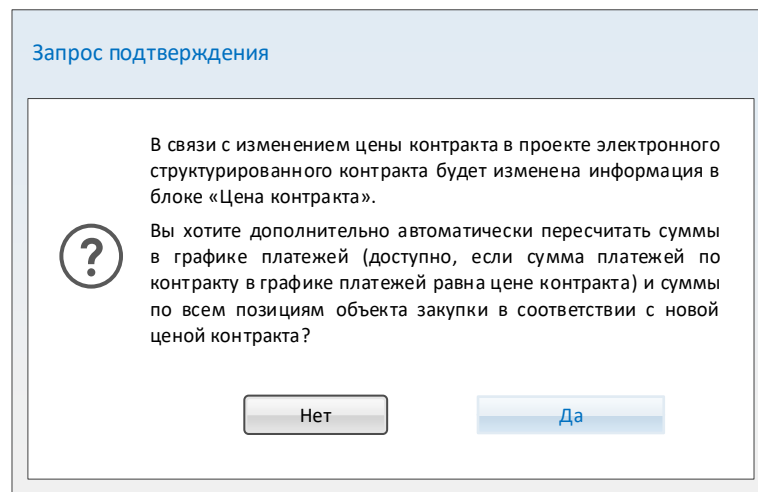 Запрос подтверждения
В связи с изменением цены контракта в проекте электронного
структурированного контракта будет изменена информация в
блоке «Цена контракта».
Вы хотите дополнительно автоматически пересчитать суммы
в графике платежей (доступно, если сумма платежей по
контракту в графике платежей равна цене контракта) и суммы
по всем позициям объекта закупки в соответствии с новой
ценой контракта?
Нет
Да